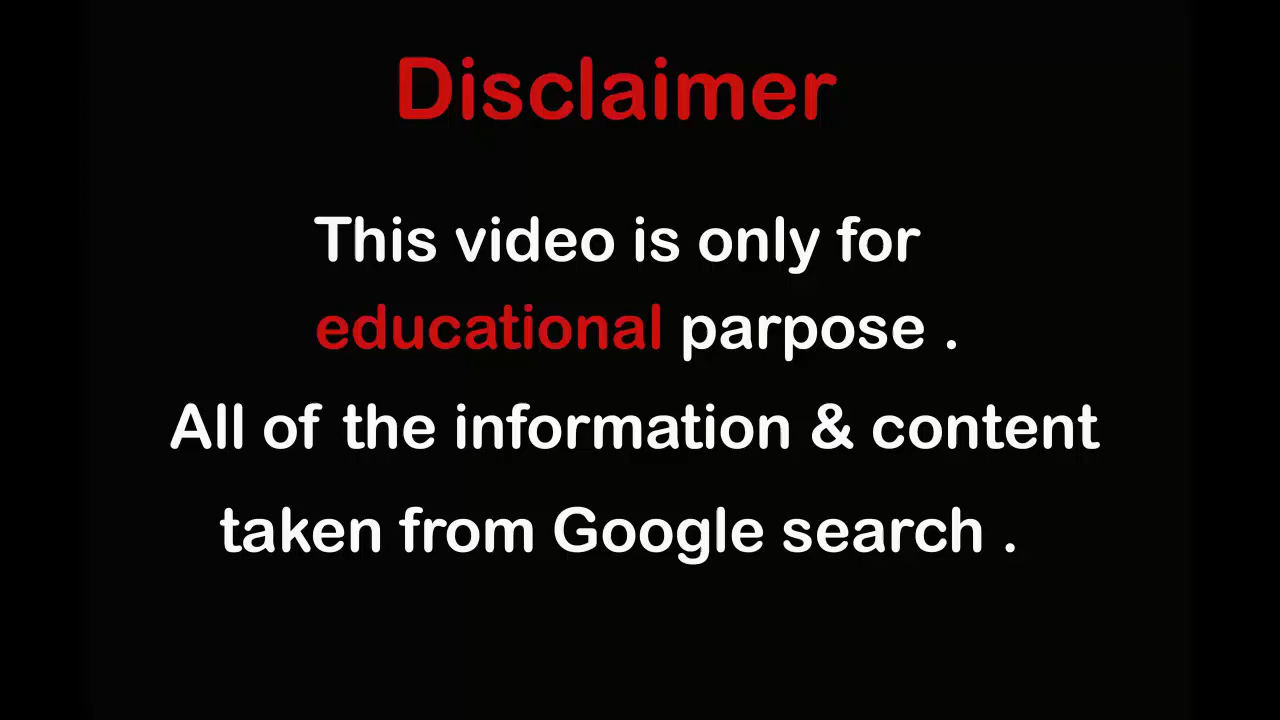 Disclaimer
This video is only for
educational parpose .
All of the information & content
taken from Google search .